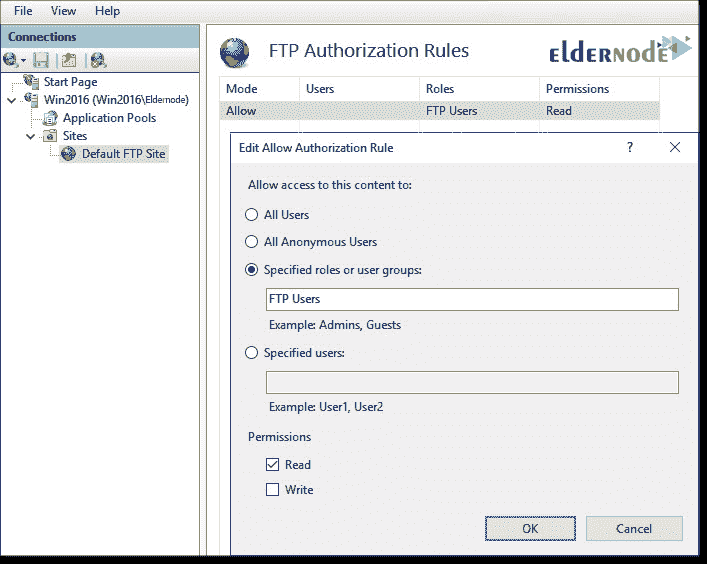 File View Help
Connections
Start Page
Win2016 (Win2016\Eldernode)
Application Pools
Sites
Default FTP Site
FTP Authorization Rules
eldernode
Mode Users Roles Permissions
Allow FTP Users Read
Edit Allow Authorization Rule ?
Allow access to this content to:
All Users
All Anonymous Users
Specified roles or user groups:
FTP Users
Example: Admins, Guests
Specified users:
Example: User1, User2
Permissions
Read
Write
OK Cancel